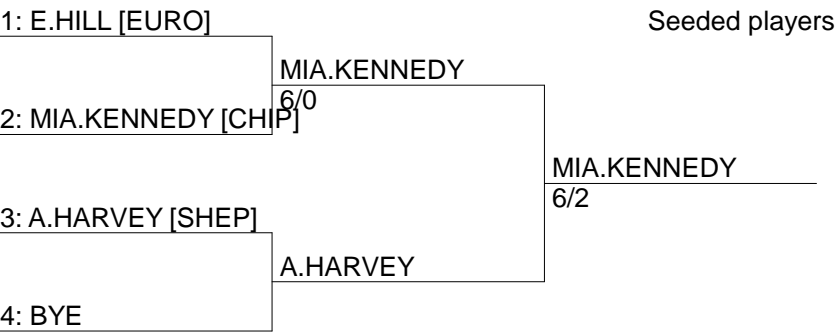 1: E.HILL [EURO]
Seeded players
MIA.KENNEDY
6/0
2: MIA.KENNEDY [CHIP]
MIA.KENNEDY
6/2
3: A.HARVEY [SHEP]
A.HARVEY
4: BYE